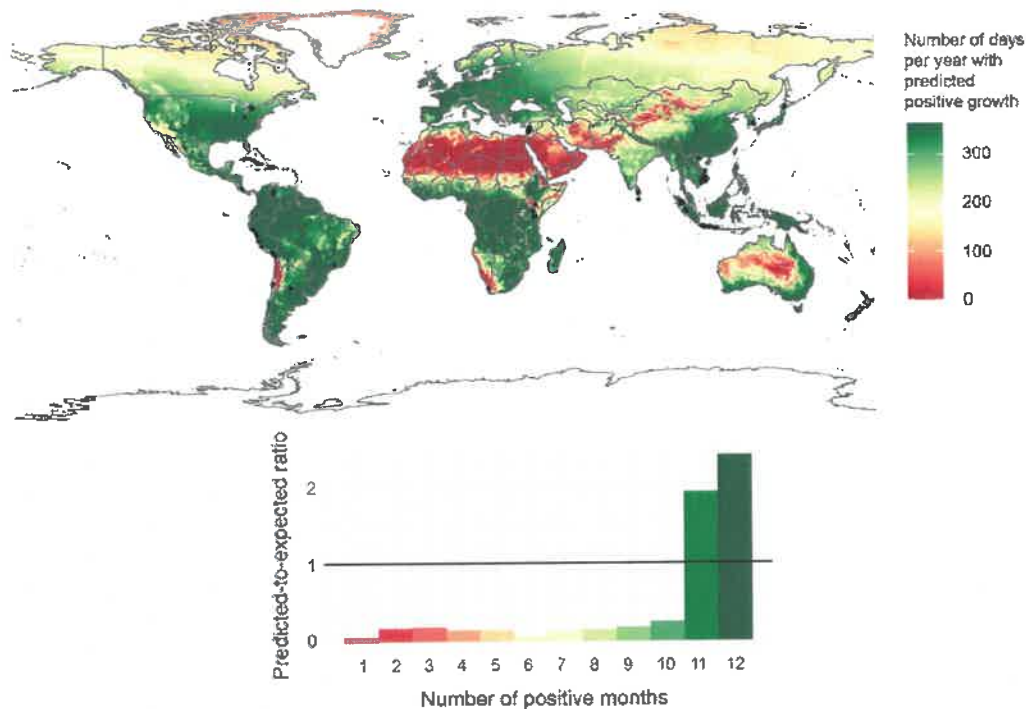 Number of days
per year with
predicted
positive growth
300
200
100
0
Predicted-to-expected ratio
2
1
0
1 2 3 4 5 6 7 8 9 10 11 12
Number of positive months